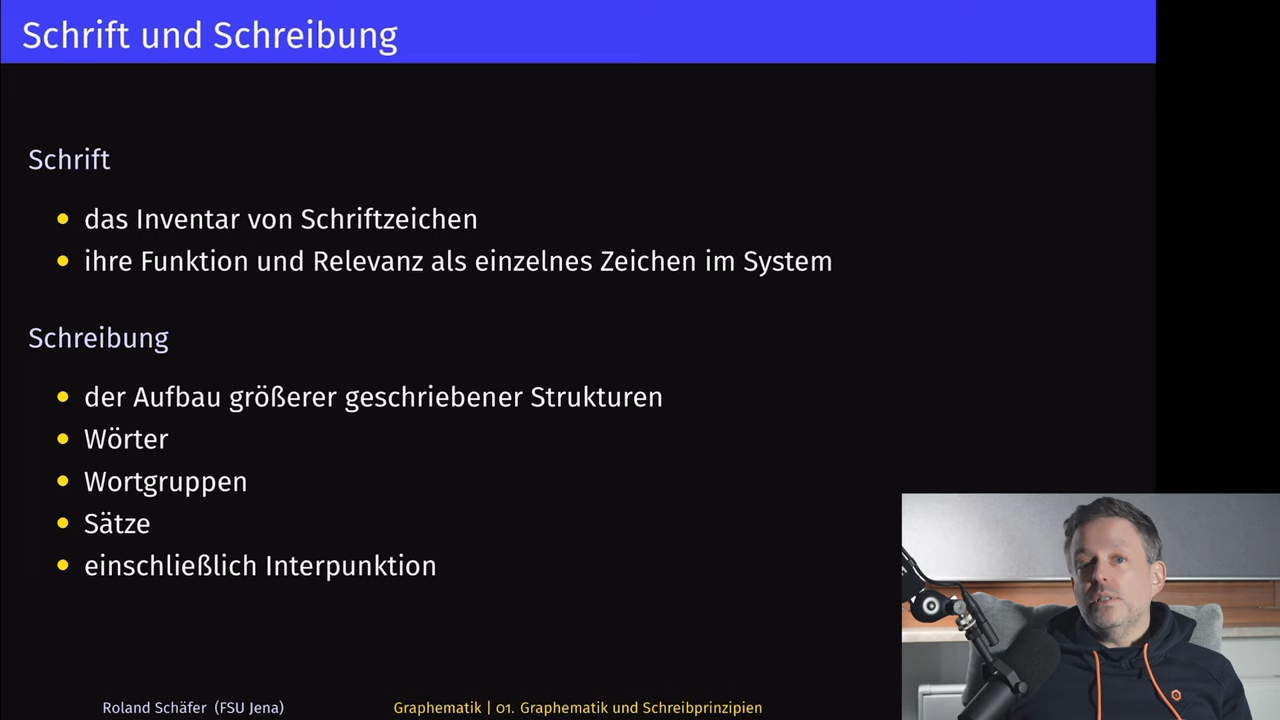 Schrift und Schreibung
Schrift
das Inventar von Schriftzeichen
ihre Funktion und Relevanz als einzelnes Zeichen im System
Schreibung
der Aufbau größerer geschriebener Strukturen
Wörter
Wortgruppen
Sätze
einschließlich Interpunktion
Roland Schäfer (FSU Jena)
Graphematik | 01. Graphematik und Schreibprinzipien